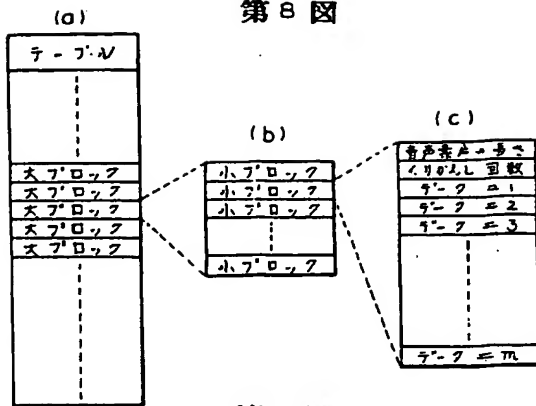 第8図
(a)
テーブル
大ブロック
大ブロック
大ブロック
大ブロック
大ブロック
(b)
小ブロック
小ブロック
小ブロック
小ブロック
(c)
音声素片の長さ
くりかえし回数
データ=1
データ=2
データ=3
データ=m